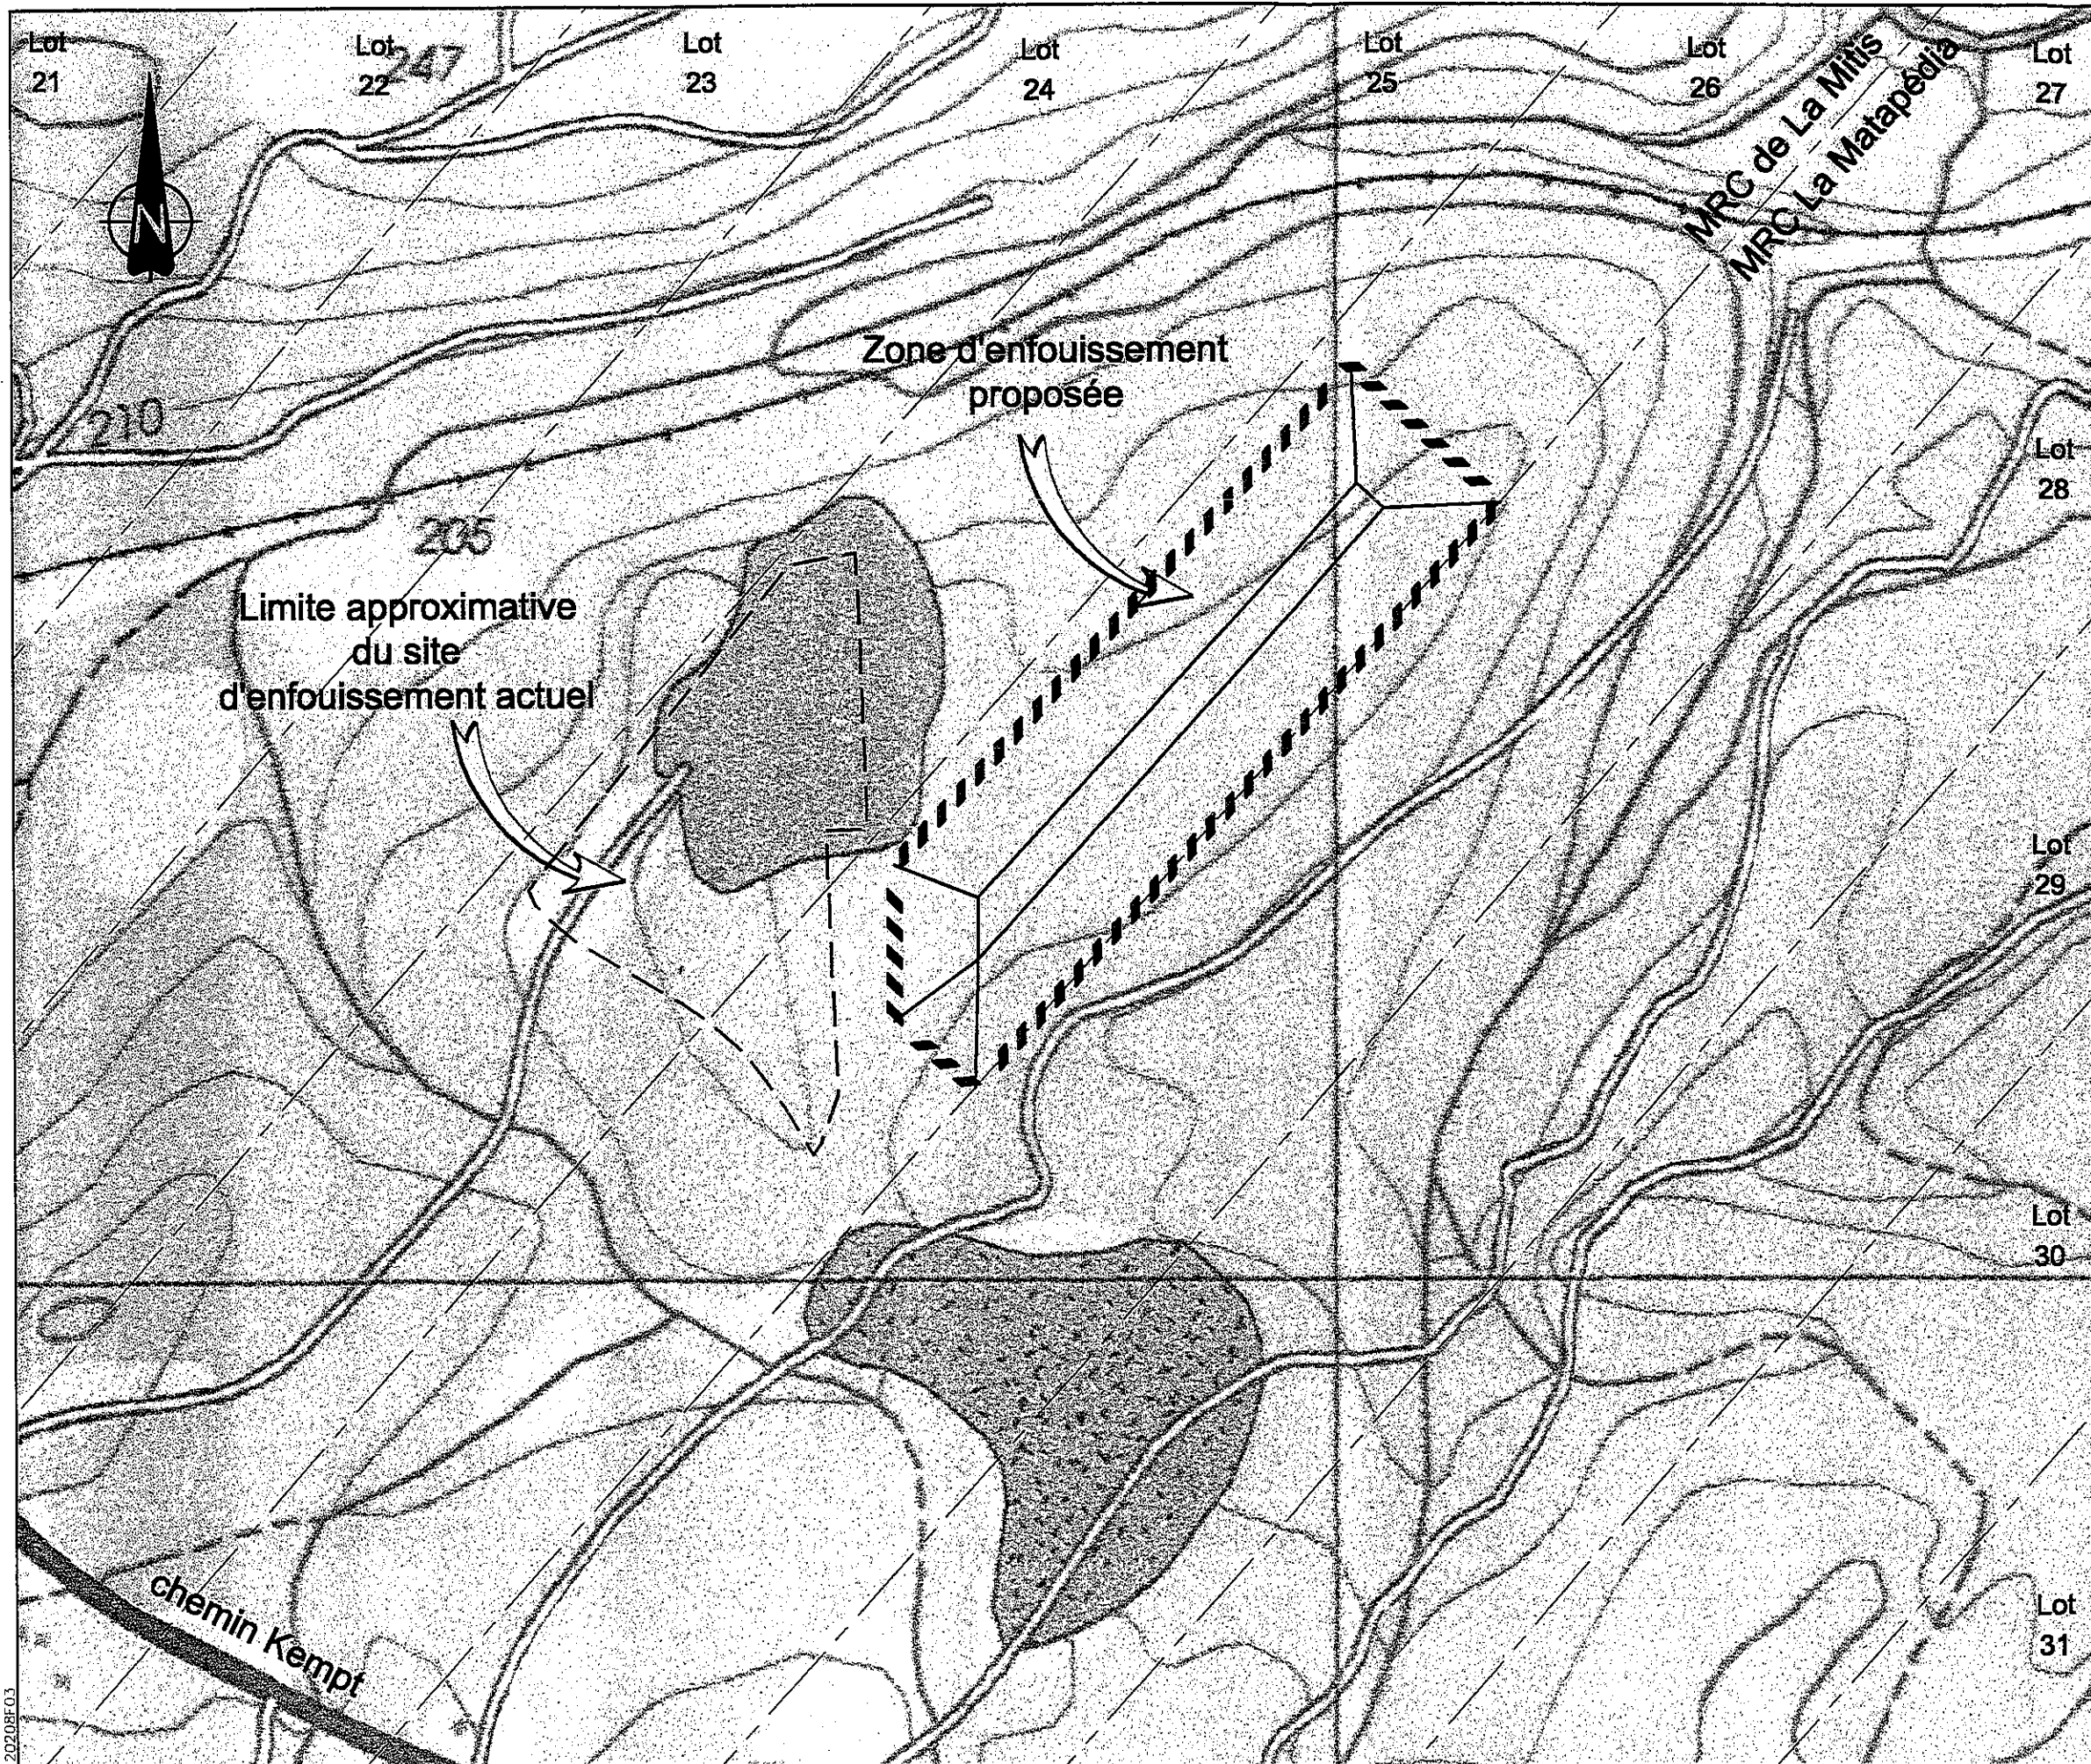 Lot
21
Lot
22
247
Lot
23
Lot
24
Lot
25
Lot
26
Lot
27
MRC de La Mitis
MRC La Matapédia
N
Zone d'enfouissement
proposée
210
205
Lot
28
Limite approximative
du site
d'enfouissement actuel
Lot
29
Lot
30
chemin Kempt
Lot
31
20208F03